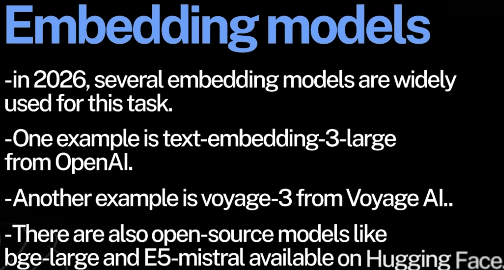 Embedding models
-in 2026, several embedding models are widely
used for this task.
-One example is text-embedding-3-large
from OpenAI.
-Another example is voyage-3 from Voyage AI..
-There are also open-source models like
bge-large and E5-mistral available on Hugging Face